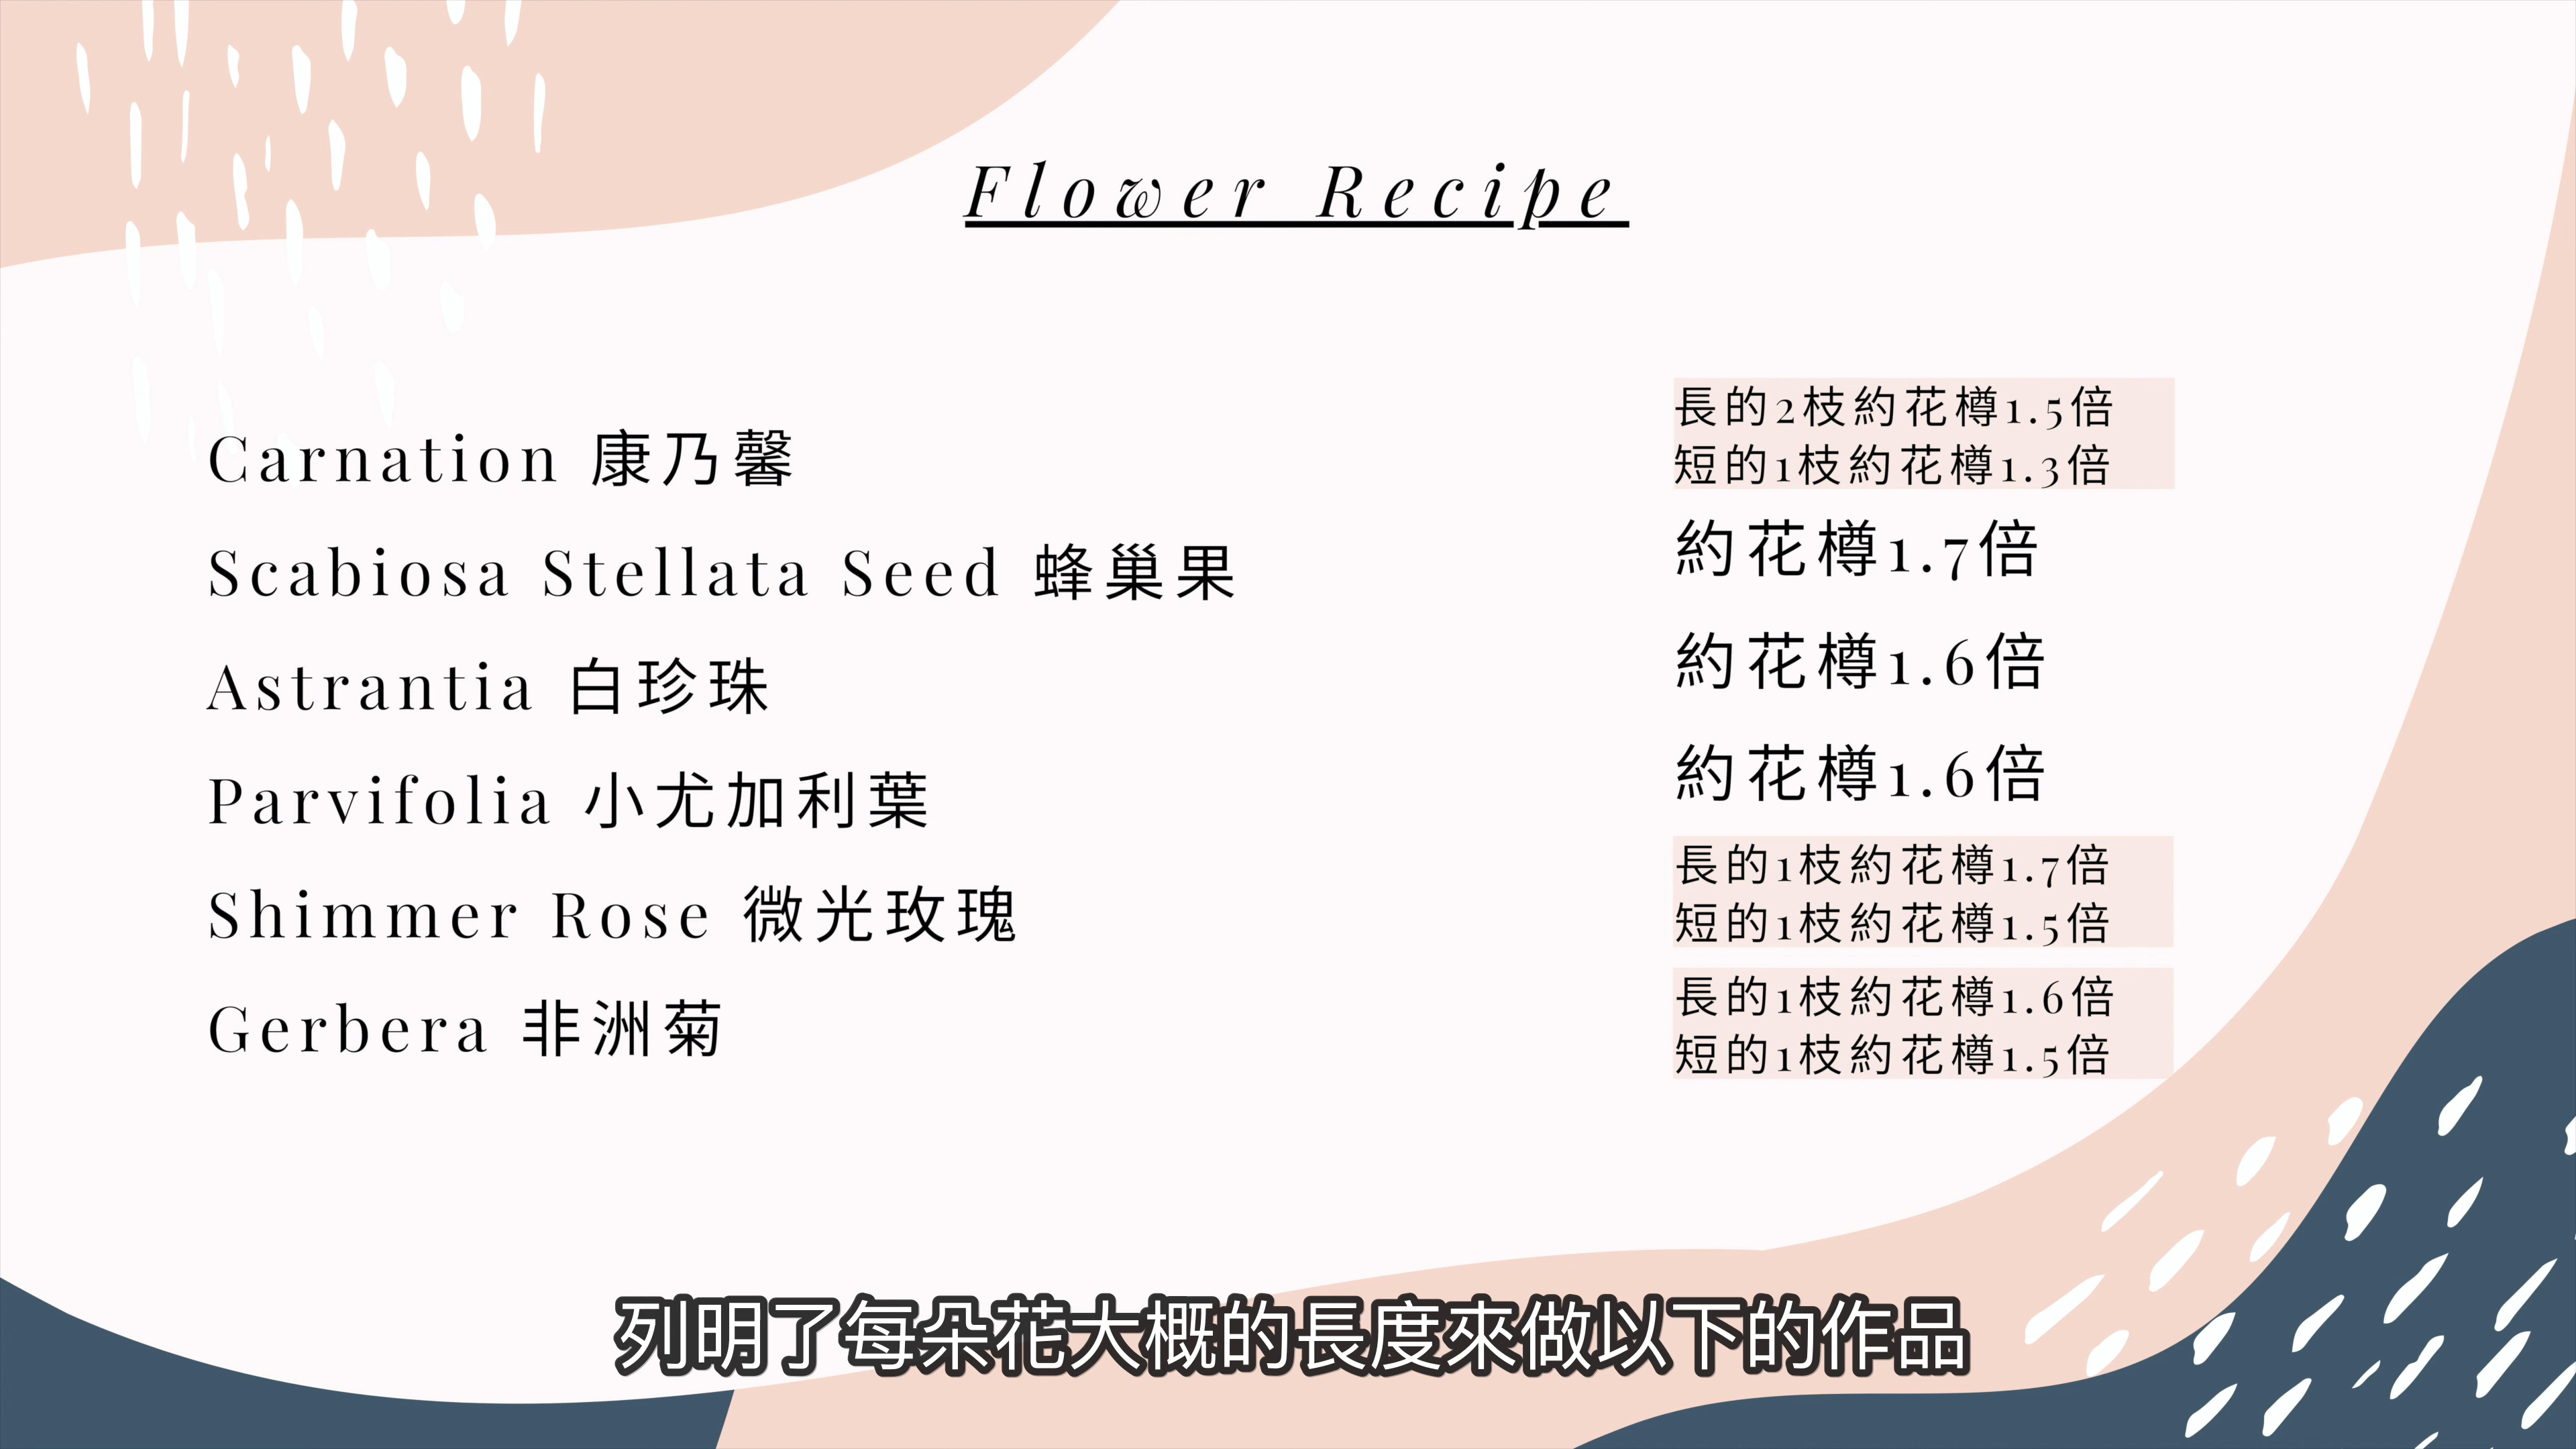 Flower Recipe
Carnation 康乃馨
長的2枝約花樽1.5倍
短的1枝約花樽1.3倍
Scabiosa Stellata Seed 蜂巢果
約花樽1.7倍
Astrantia 白珍珠
約花樽1.6倍
Parvifolia 小尤加利葉
約花樽1.6倍
Shimmer Rose 微光玫瑰
長的1枝約花樽1.7倍
短的1枝約花樽1.5倍
Gerbera 非洲菊
長的1枝約花樽1.6倍
短的1枝約花樽1.5倍
列明了每朵花大概的長度來做以下的作品